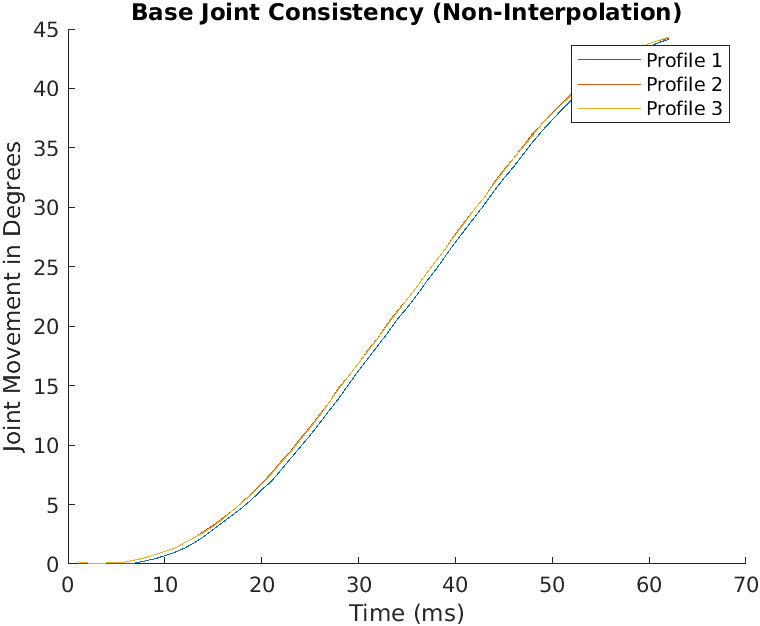 Base Joint Consistency (Non-Interpolation)
45
40
35
30
25
20
15
10
5
0
Joint Movement in Degrees
Profile 1
Profile 2
Profile 3
0 10 20 30 40 50 60 70
Time (ms)